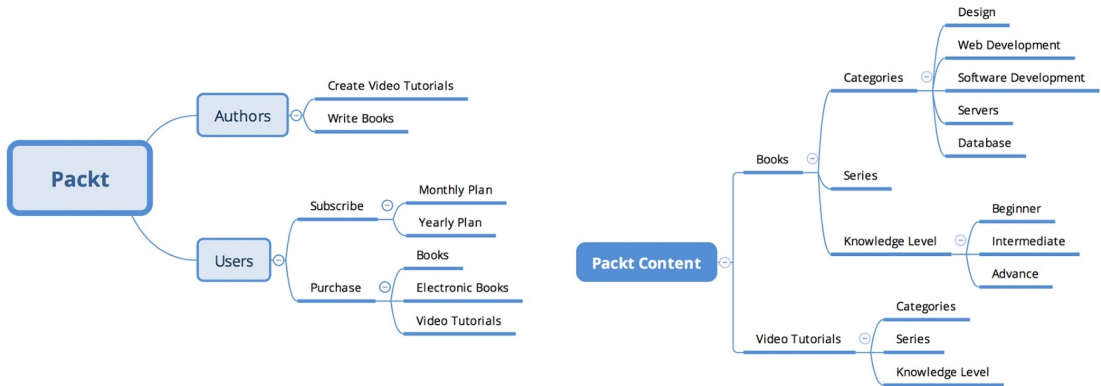 Packt
Authors
Create Video Tutorials
Write Books
Users
Subscribe
Monthly Plan
Yearly Plan
Purchase
Books
Electronic Books
Video Tutorials
Packt Content
Books
Categories
Design
Web Development
Software Development
Servers
Database
Series
Knowledge Level
Beginner
Intermediate
Advance
Video Tutorials
Categories
Series
Knowledge Level